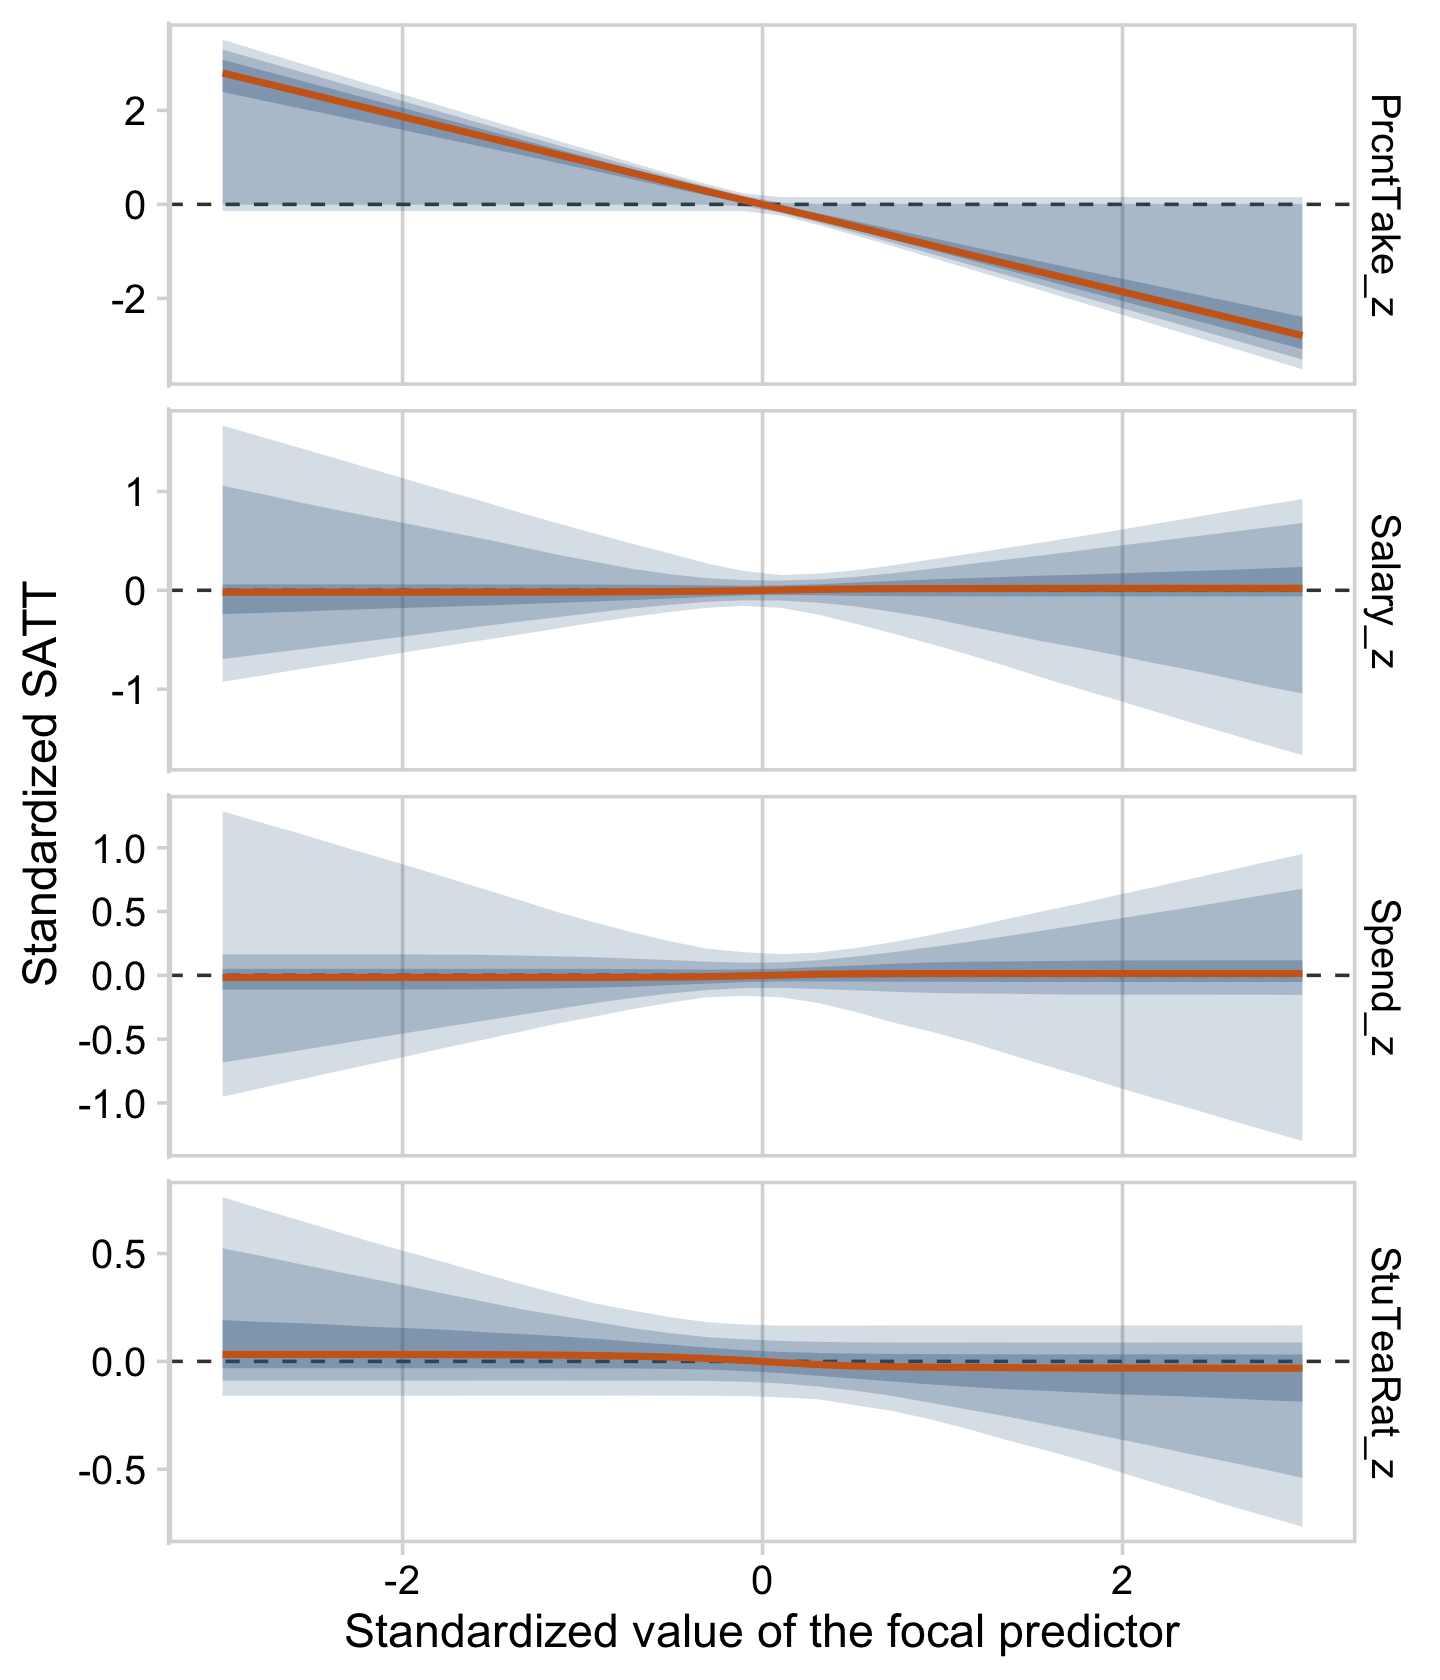 Standardized SATT
2
0
-2
PrcntTake_z
1
0
-1
Salary_z
1.0
0.5
0.0
-0.5
-1.0
Spend_z
0.5
0.0
-0.5
StuTeaRat_z
-2 0 2
Standardized value of the focal predictor